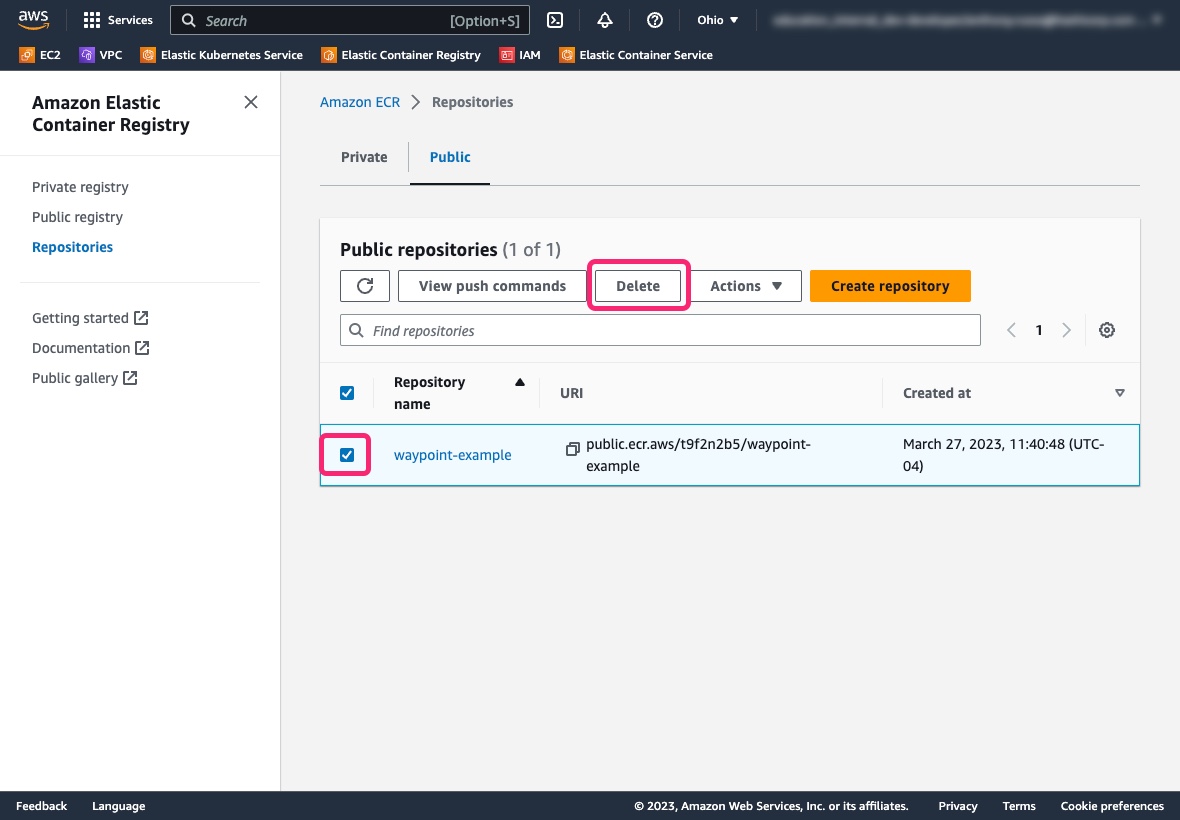 aws
Services
Search [Option+S]
Ohio
EC2
VPC
Elastic Kubernetes Service
Elastic Container Registry
IAM
Elastic Container Service
Amazon Elastic
Container Registry
Private registry
Public registry
Repositories
Getting started
Documentation
Public gallery
Amazon ECR
Repositories
Private
Public
Public repositories (1 of 1)
View push commands
Delete
Actions
Create repository
Find repositories
1
Repository
name
URI
Created at
waypoint-example
public.ecr.aws/t9f2n2b5/waypoint-
example
March 27, 2023, 11:40:48 (UTC-
04)
Feedback
Language
© 2023, Amazon Web Services, Inc. or its affiliates.
Privacy
Terms
Cookie preferences